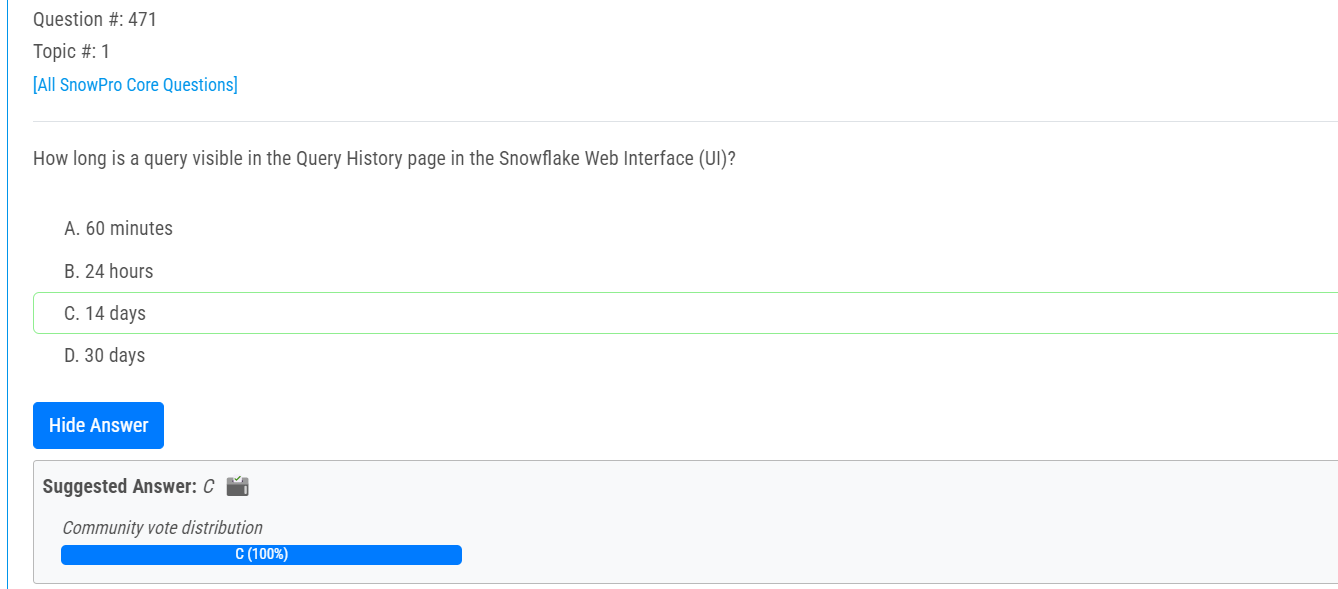 Question #: 471
Topic #: 1
[All SnowPro Core Questions]
How long is a query visible in the Query History page in the Snowflake Web Interface (UI)?
A. 60 minutes
B. 24 hours
C. 14 days
D. 30 days
Hide Answer
Suggested Answer: C
Community vote distribution
C (100%)